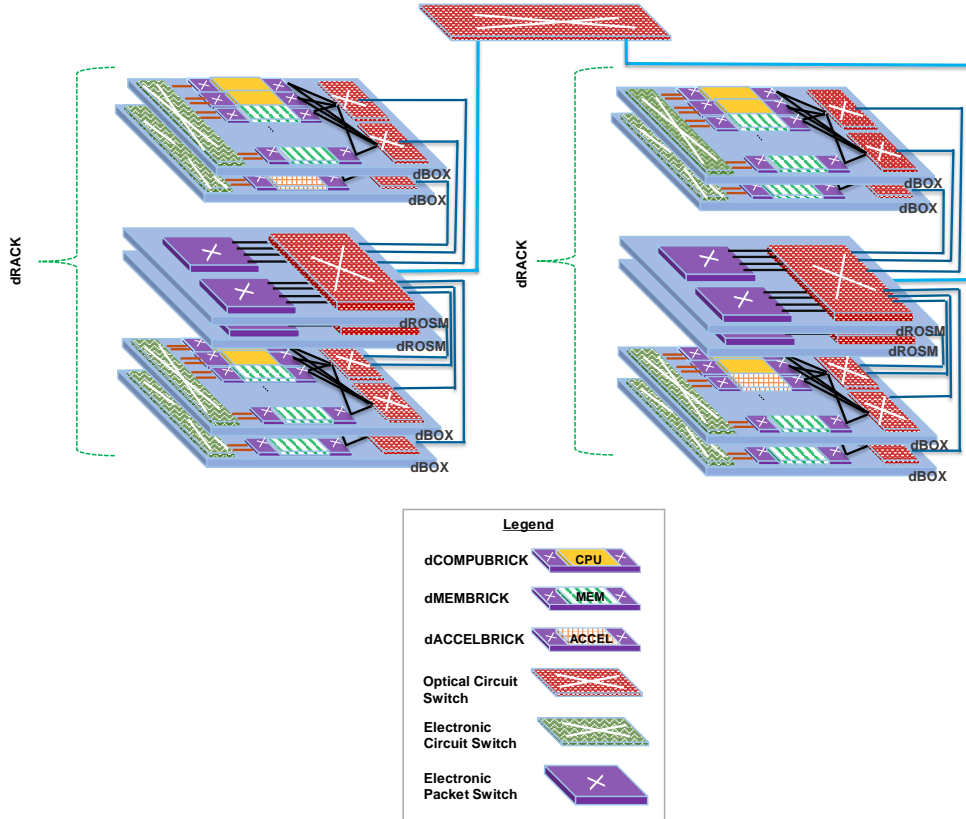 dRACK
dBOX
dBOX
dROSM
dROSM
dBOX
dBOX
dRACK
dBOX
dBOX
dROSM
dROSM
dBOX
dBOX
Legend
dCOMPUBRICK
CPU
dMEMBRICK
MEM
dACCELBRICK
ACCEL
Optical Circuit
Switch
Electronic
Circuit Switch
Electronic
Packet Switch